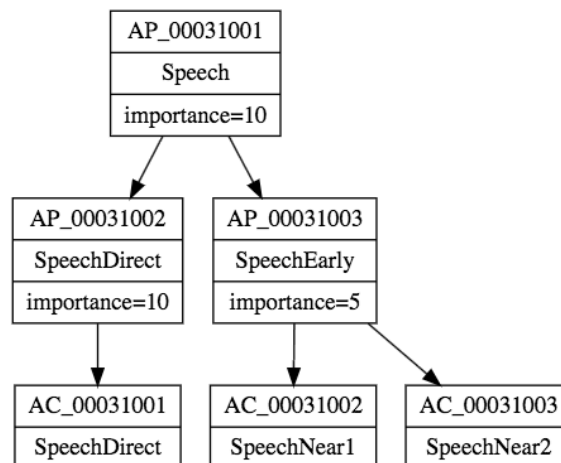 AP_00031001
Speech
importance=10
AP_00031002
SpeechDirect
importance=10
AP_00031003
SpeechEarly
importance=5
AC_00031001
SpeechDirect
AC_00031002
SpeechNear1
AC_00031003
SpeechNear2